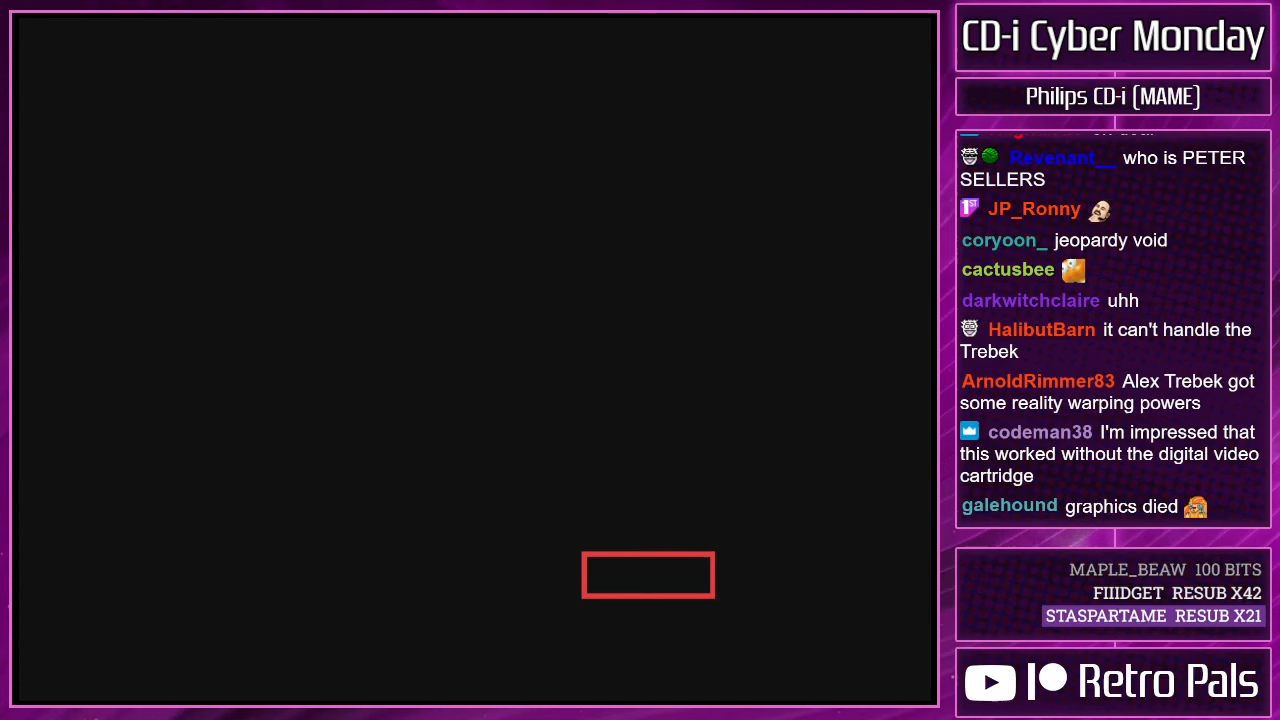 CD-i Cyber Monday
Philips CD-i [MAME]
Revenant__ who is PETER
SELLERS
1ST JP_Ronny
coryoon_ jeopardy void
cactusbee
darkwitchclaire uhh
HalibutBarn it can't handle the
Trebek
ArnoldRimmer83 Alex Trebek got
some reality warping powers
codeman38 I'm impressed that
this worked without the digital video
cartridge
galehound graphics died
MAPLE_BEAW 100 BITS
FIIIDGET RESUB X42
STASPARTAME RESUB X21
Retro Pals